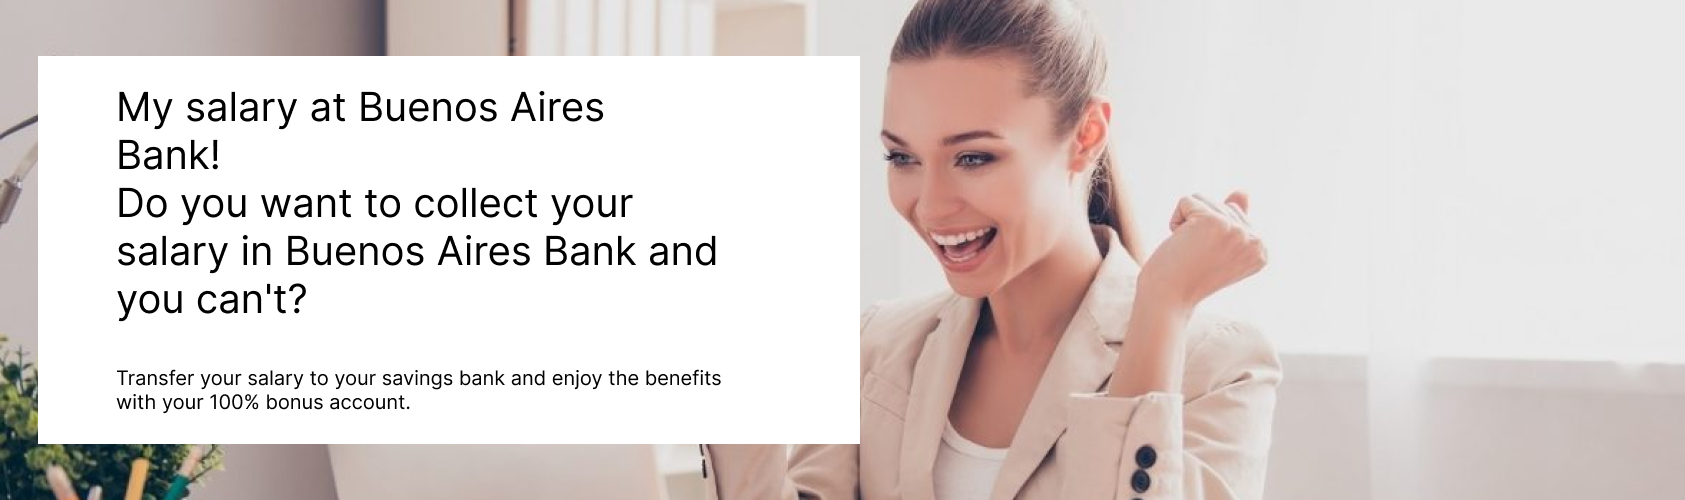 My salary at Buenos Aires
Bank!
Do you want to collect your
salary in Buenos Aires Bank and
you can't?
Transfer your salary to your savings bank and enjoy the benefits
with your 100% bonus account.